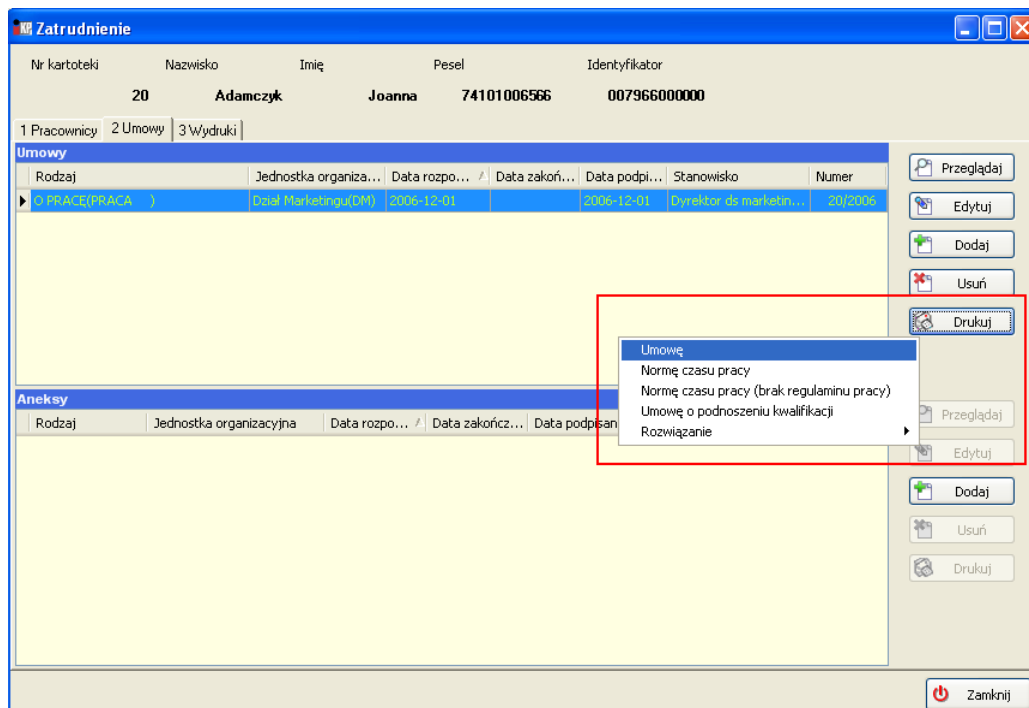 KP Zatrudnienie
Nr kartoteki Nazwisko Imię Pesel Identyfikator
20 Adamczyk Joanna 74101006566 007966000000
1 Pracownicy 2 Umowy 3 Wydruki
Umowy
Rodzaj Jednostka organiza... Data rozpo... Data zakoń... Data podpi... Stanowisko Numer
O PRACĘ(PRACA ) Dział Marketingu(DM) 2006-12-01 2006-12-01 Dyrektor ds marketin... 20/2006
Przeglądaj
Edytuj
Dodaj
Usuń
Drukuj
Umowę
Normę czasu pracy
Normę czasu pracy (brak regulaminu pracy)
Umowę o podnoszeniu kwalifikacji
Rozwiązanie
Aneksy
Rodzaj Jednostka organizacyjna Data rozpo... Data zakończ... Data podpisan
Przeglądaj
Edytuj
Dodaj
Usuń
Drukuj
Zamknij